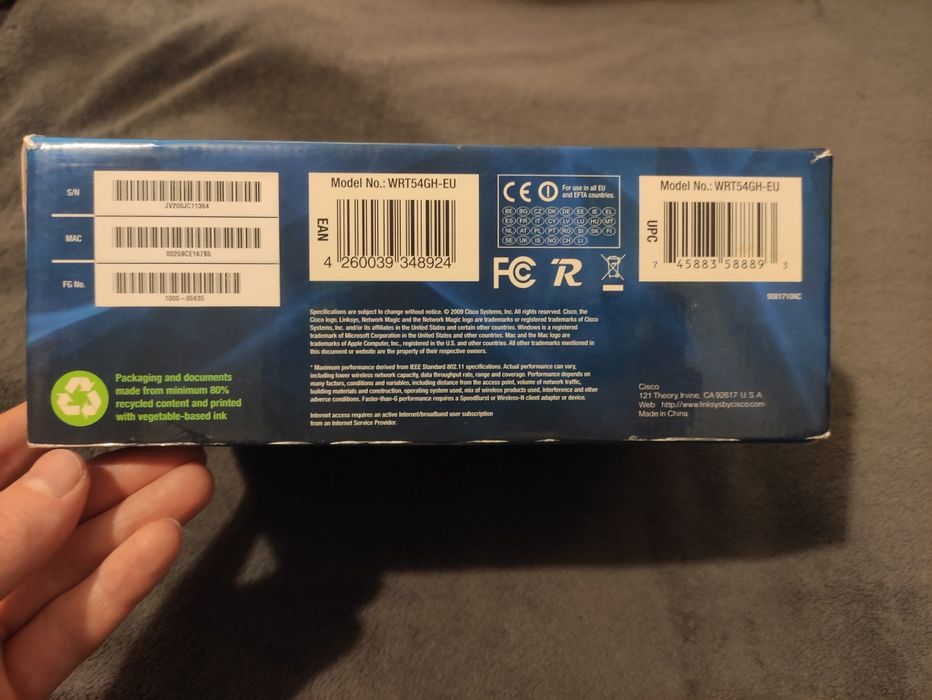 S/N
JV20GJC11364
MAC
00259CE167B5
FG No.
1000-05635
Model No.: WRT54GH-EU
EAN
4 260039 348924
CE
For use in all EU
and EFTA countries.
BE BG CZ DK DE EE IE EL
ES FR IT CY LV LU HU MT
NL AT PL PT RO SI SK FI
SE UK IS NO CH LI
FC
Model No.: WRT54GH-EU
UPC
7 45883 58889 3
9081710NC
Specifications are subject to change without notice. © 2009 Cisco Systems, Inc. All rights reserved. Cisco, the
Cisco logo, Linksys, Network Magic and the Network Magic logo are trademarks or registered trademarks of Cisco
Systems, Inc. and/or its affiliates in the United States and certain other countries. Windows is a registered
trademark of Microsoft Corporation in the United States and other countries. Mac and the Mac logo are
trademarks of Apple Computer, Inc., registered in the U.S. and other countries. All other trademarks mentioned in
this document or website are the property of their respective owners.
* Maximum performance derived from IEEE Standard 802.11 specifications. Actual performance can vary,
including lower wireless network capacity, data throughput rate, range and coverage. Performance depends on
many factors, conditions and variables, including distance from the access point, volume of network traffic,
building materials and construction, operating system used, mix of wireless products used, interference and other
adverse conditions. Faster-than-G performance requires a SpeedBurst or Wireless-N client adapter or device.
Internet access requires an active Internet/broadband user subscription
from an Internet Service Provider.
Packaging and documents
made from minimum 80%
recycled content and printed
with vegetable-based ink
Cisco
121 Theory, Irvine, CA 92617 U.S.A.
Web http://www.linksysbycisco.com
Made in China